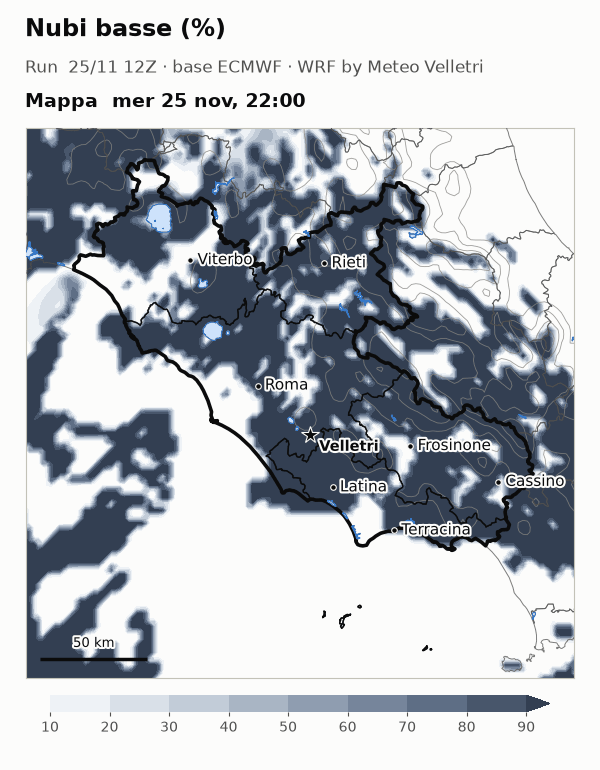 Nubi basse (%)
Run 25/11 12Z · base ECMWF · WRF by Meteo Velletri
Mappa mer 25 nov, 22:00
Viterbo
Rieti
Roma
Velletri
Frosinone
Latina
Cassino
Terracina
50 km
10 20 30 40 50 60 70 80 90